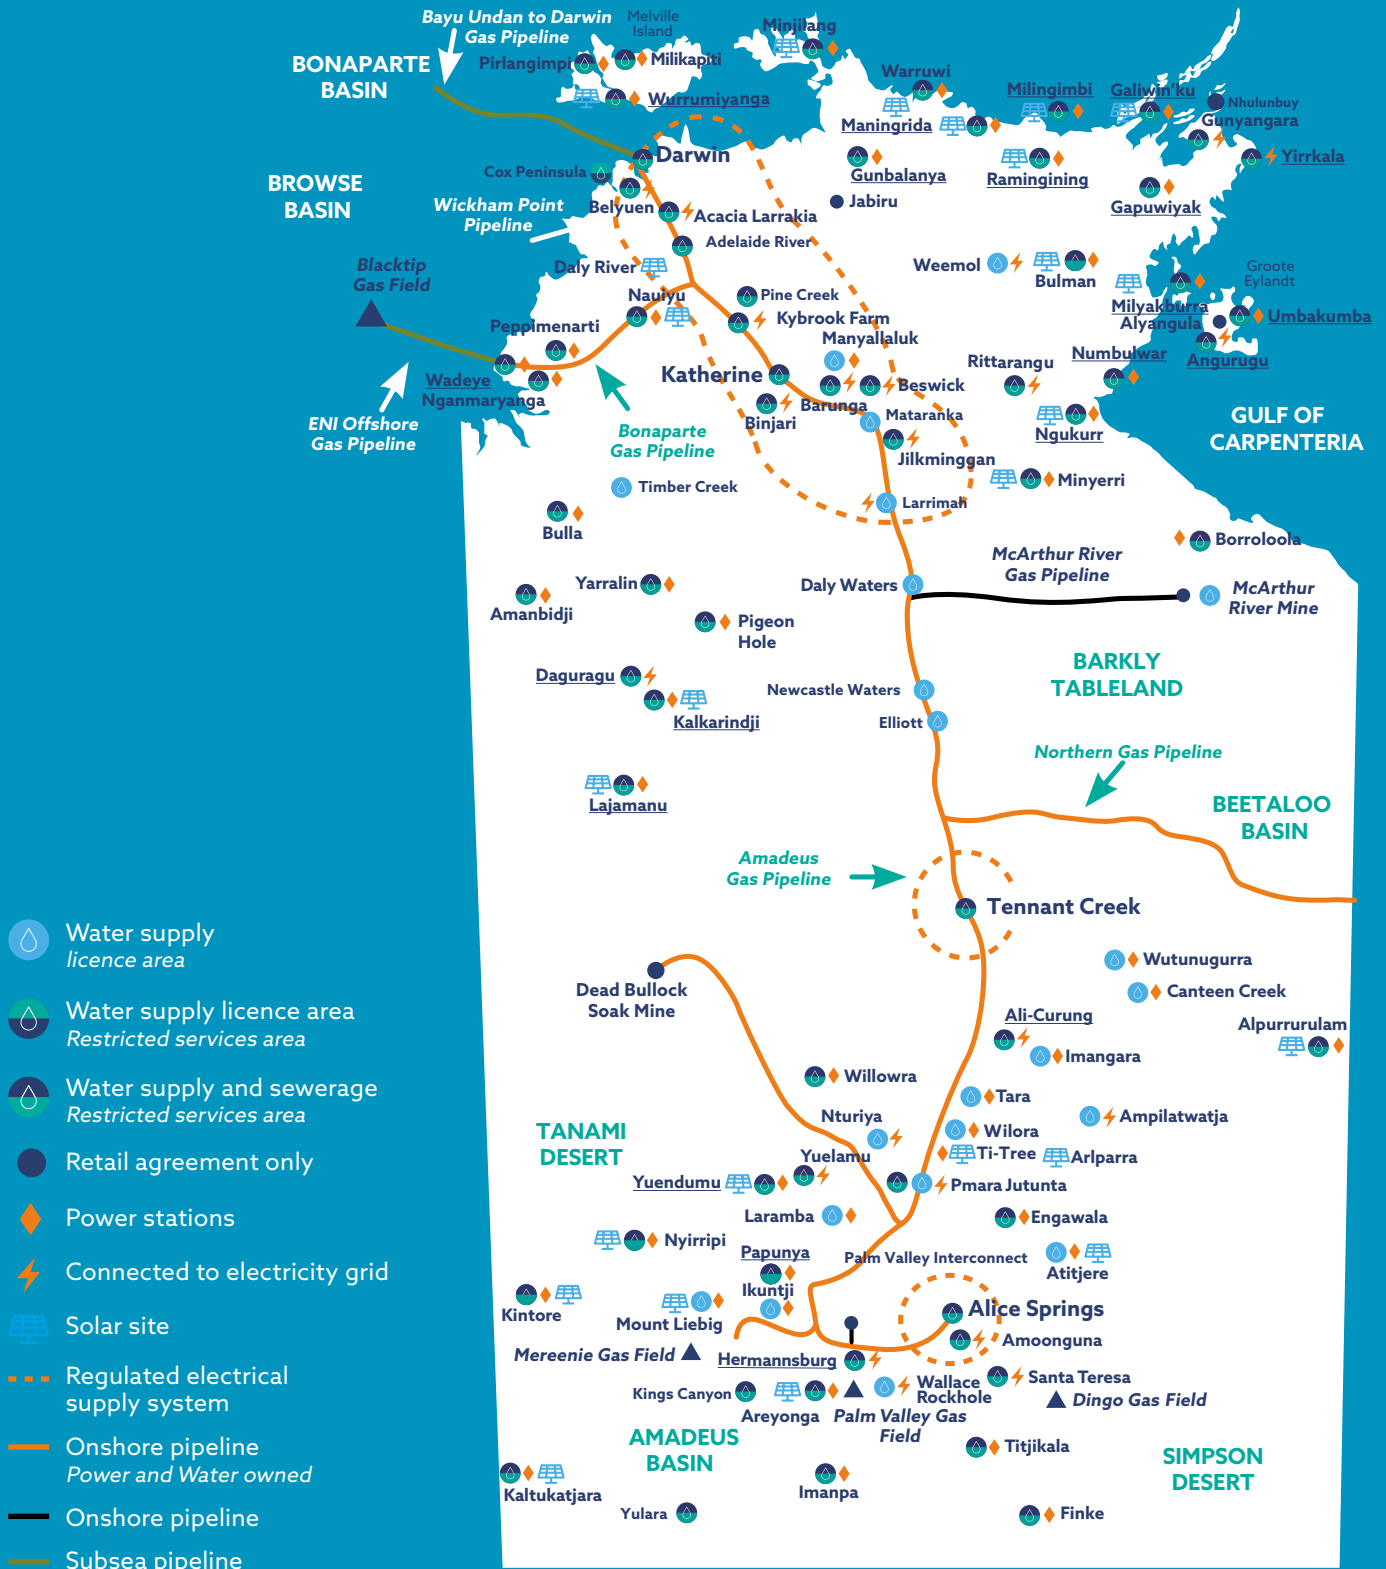 Bayu Undan to Darwin
Gas Pipeline
Melville
Island
Minjilang
BONAPARTE
BASIN
Pirlangimpi
Milikapiti
Wurrumiyanga
Warruwi
Milingimbi
Galiwin'ku
Nhulunbuy
Gunyangara
Maningrida
Yirrkala
Darwin
Cox Peninsula
Gunbalanya
Ramingining
BROWSE
BASIN
Belyuen
Acacia Larrakia
Jabiru
Gapuwiyak
Wickham Point
Pipeline
Adelaide River
Blacktip
Gas Field
Daly River
Weemol
Bulman
Groote
Eylandt
Nauiyu
Pine Creek
Milyakburra
Alyangula
Umbakumba
Peppimenarti
Kybrook Farm
Manyallaluk
Angurugu
Wadeye
Nganmaryanga
Katherine
Rittarangu
Numbulwar
Barunga
Beswick
Binjari
Mataranka
GULF OF
CARPENTERIA
ENI Offshore
Gas Pipeline
Bonaparte
Gas Pipeline
Ngukurr
Jilkminggan
Timber Creek
Minyerri
Larrimah
Bulla
Borroloola
McArthur River
Gas Pipeline
Yarralin
Daly Waters
McArthur
River Mine
Amanbidji
Pigeon
Hole
BARKLY
TABLELAND
Daguragu
Newcastle Waters
Kalkarindji
Elliott
Northern Gas Pipeline
Lajamanu
BEETALOO
BASIN
Amadeus
Gas Pipeline
Tennant Creek
Water supply
licence area
Wutunugurra
Dead Bullock
Soak Mine
Canteen Creek
Water supply licence area
Restricted services area
Ali-Curung
Alpurrurulam
Imangara
Water supply and sewerage
Restricted services area
Willowra
Tara
Nturiya
Ampilatwatja
TANAMI
DESERT
Wilora
Retail agreement only
Yuelamu
Ti-Tree
Arlparra
Yuendumu
Pmara Jutunta
Power stations
Laramba
Engawala
Nyirripi
Papunya
Palm Valley Interconnect
Connected to electricity grid
Atitjere
Ikuntji
Kintore
Mount Liebig
Alice Springs
Solar site
Amoonguna
Mereenie Gas Field
Hermannsburg
Regulated electrical
supply system
Kings Canyon
Wallace
Rockhole
Santa Teresa
Dingo Gas Field
Areyonga
Palm Valley Gas
Field
Onshore pipeline
Power and Water owned
AMADEUS
BASIN
Titjikala
SIMPSON
DESERT
Kaltukatjara
Imanpa
Onshore pipeline
Yulara
Finke
Subsea pipeline